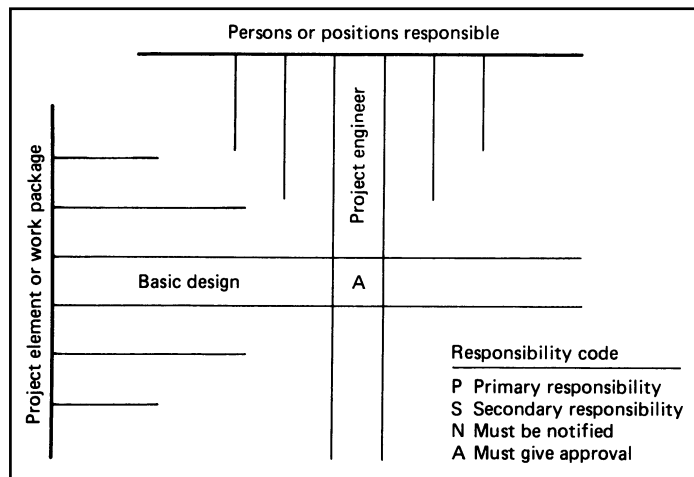 Persons or positions responsible
Project engineer
Project element or work package
Basic design
A
Responsibility code
P Primary responsibility
S Secondary responsibility
N Must be notified
A Must give approval